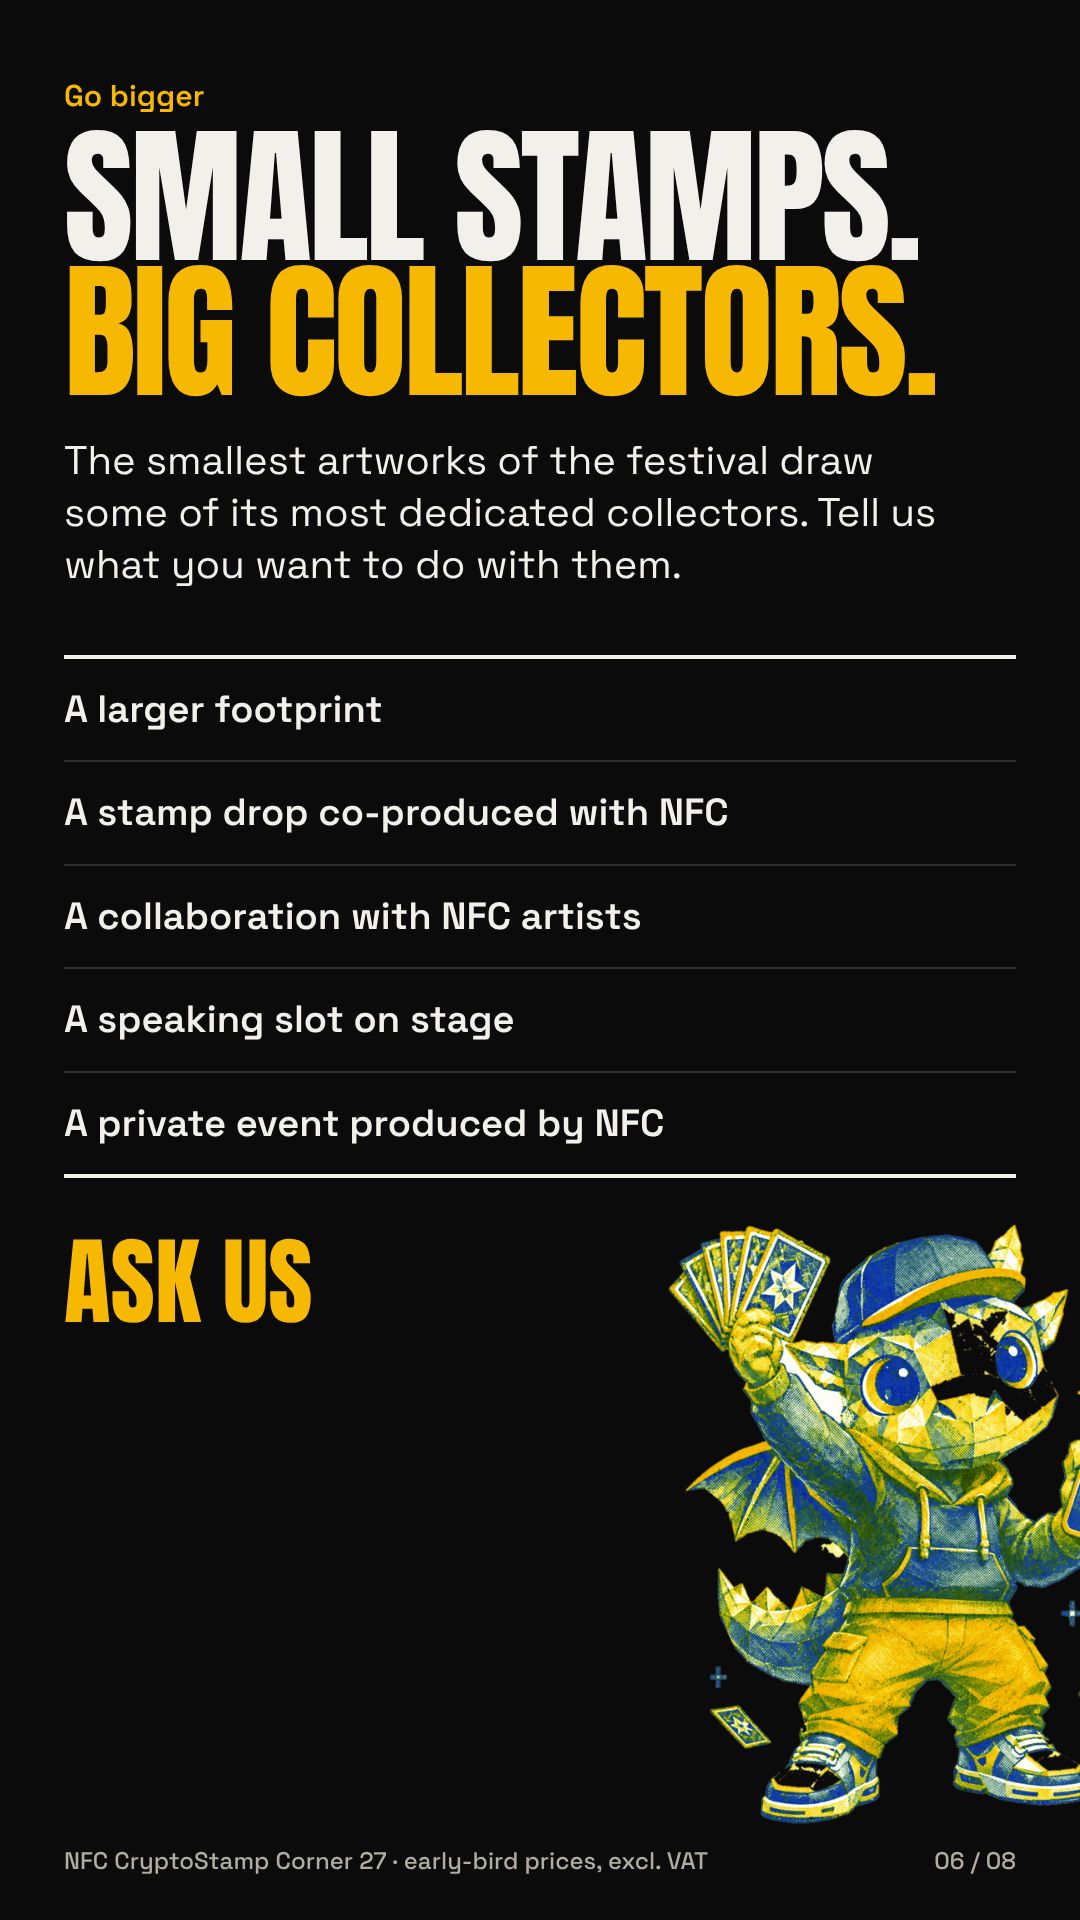 Go bigger
SMALL STAMPS.
BIG COLLECTORS.
The smallest artworks of the festival draw
some of its most dedicated collectors. Tell us
what you want to do with them.
A larger footprint
A stamp drop co-produced with NFC
A collaboration with NFC artists
A speaking slot on stage
A private event produced by NFC
ASK US
NFC CryptoStamp Corner 27 · early-bird prices, excl. VAT
06 / 08